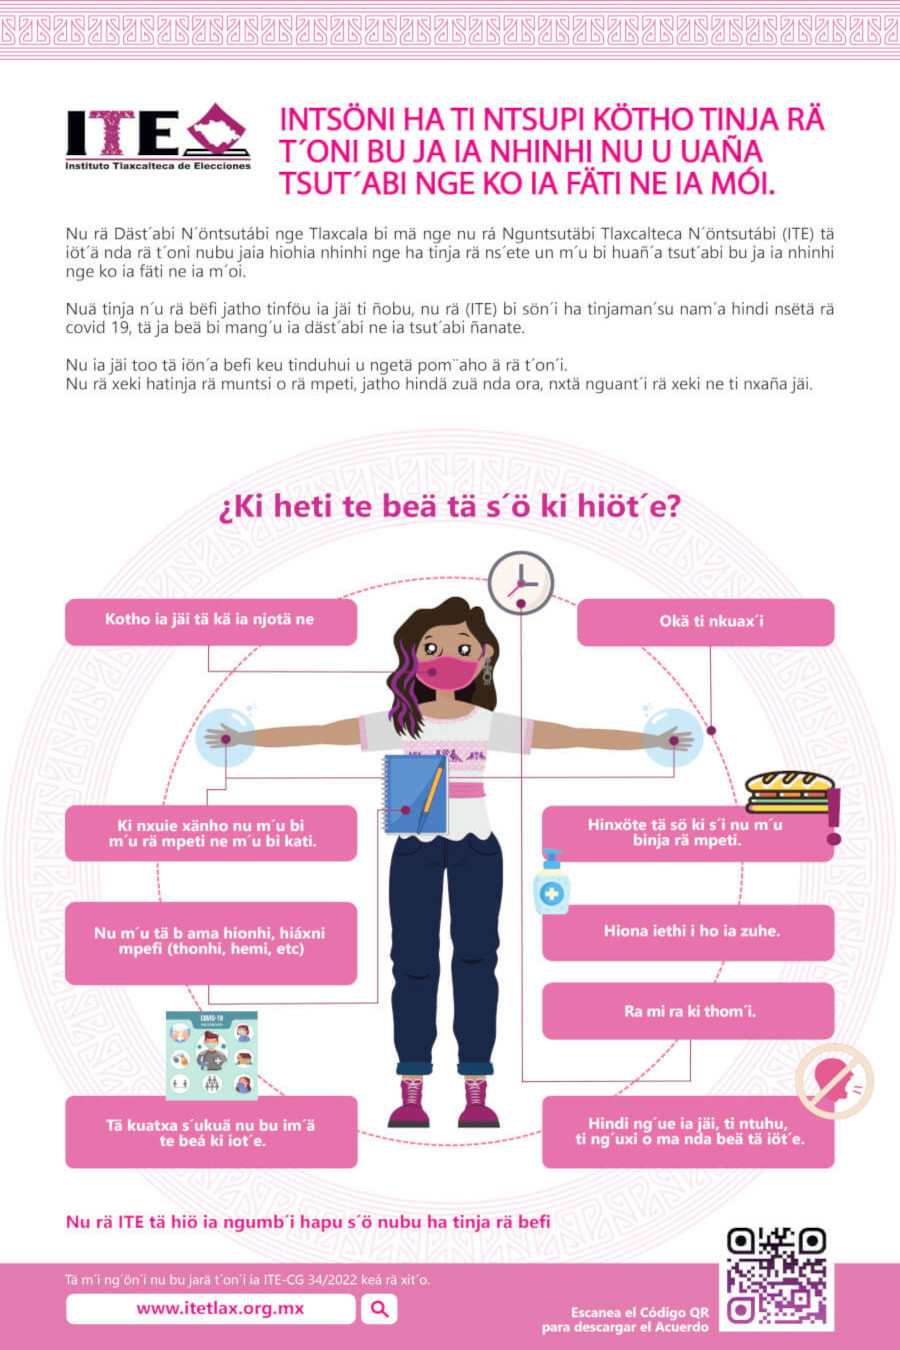 ITE
Instituto Tlaxcalteca de Elecciones
INTSÖNI HA TI NTSUPI KÖTHO TINJA RÄ
T´ONI BU JA IA NHINHI NU U UAÑA
TSUT´ABI NGE KO IA FÄTI NE IA MÓI.
Nu rä Däst´abi N´öntsutábi nge Tlaxcala bi mä nge nu rá Nguntsutäbi Tlaxcalteca N´öntsutábi (ITE) tä
iöt´ä nda rä t´oni nubu jaia hiohia nhinhi nge ha tinja rä ns´ete un m´u bi huañ´a tsut´abi bu ja ia nhinhi
nge ko ia fäti ne ia m´oi.
Nuä tinja n´u rä bëfi jatho tinföu ia jäi ti ñobu, nu rä (ITE) bi sön´i ha tinjaman´su nam´a hindi nsëtä rä
covid 19, tä ja beä bi mang´u ia däst´abi ne ia tsut´abi ñanate.
Nu ia jäi too tä iön´a befi keu tinduhui u ngetä pom¨aho ä rä t´on´i.
Nu rä xeki hatinja rä muntsi o rä mpeti, jatho hindä zuä nda ora, nxtä nguant´i rä xeki ne ti nxaña jäi.
¿Ki heti te beä tä s´ö ki hiöt´e?
Kotho ia jäi tä kä ia njotä ne
Okä ti nkuax´i
Ki nxuie xänho nu m´u bi
m´u rä mpeti ne m´u bi kati.
Hinxöte tä sö ki s´i nu m´u
binja rä mpeti.
Nu m´u tä b ama hionhi, hiáxni
mpefi (thonhi, hemi, etc)
Hiona iethi i ho ia zuhe.
Ra mi ra ki thom´i.
COVID-19
Tä kuatxa s´ukuä nu bu im´ä
te beá ki iot´e.
Hindi ng´ue ia jäi, ti ntuhu,
ti ng´uxi o ma nda beä tä iöt´e.
Nu rä ITE tä hiö ia ngumb´i hapu s´ö nubu ha tinja rä befi
Tä m´i ng´ön´i nu bu jarä t´on´i ia ITE-CG 34/2022 keá rä xit´o.
www.itetlax.org.mx
Escanea el Código QR
para descargar el Acuerdo